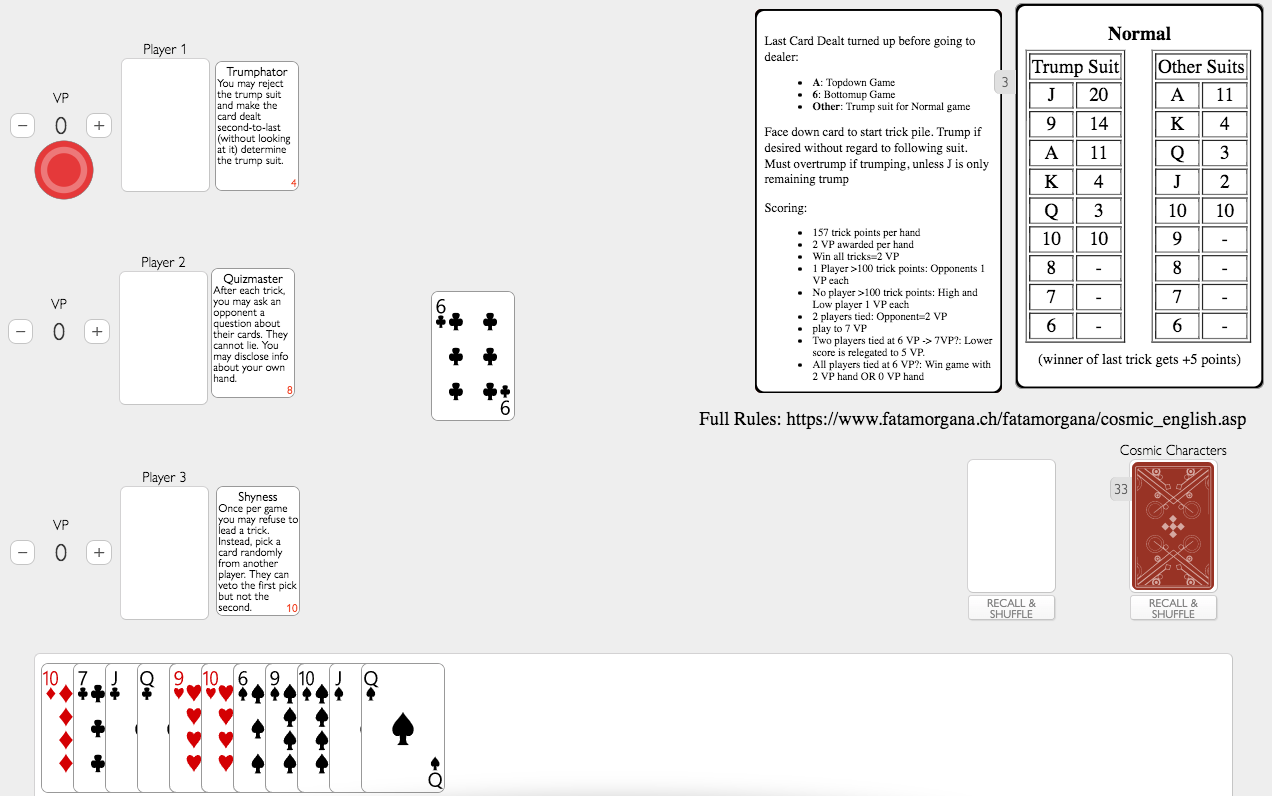 Player 1
VP
− 0 +
Trumphator
You may reject
the trump suit
and make the
card dealt
second-to-last
(without looking
at it) determine
the trump suit.
4
Player 2
VP
− 0 +
Quizmaster
After each trick,
you may ask an
opponent a
question about
their cards. They
cannot lie. You
may disclose info
about your own
hand.
8
Player 3
VP
− 0 +
Shyness
Once per game
you may refuse to
lead a trick.
Instead, pick a
card randomly
from another
player. They can
veto the first pick
but not the
second.
10
6
6
Last Card Dealt turned up before going to
dealer:
• A: Topdown Game
• 6: Bottomup Game
• Other: Trump suit for Normal game
Face down card to start trick pile. Trump if
desired without regard to following suit.
Must overtrump if trumping, unless J is only
remaining trump
Scoring:
• 157 trick points per hand
• 2 VP awarded per hand
• Win all tricks=2 VP
• 1 Player >100 trick points: Opponents 1
VP each
• No player >100 trick points: High and
Low player 1 VP each
• 2 players tied: Opponent=2 VP
• play to 7 VP
• Two players tied at 6 VP -> 7VP?: Lower
score is relegated to 5 VP.
• All players tied at 6 VP?: Win game with
2 VP hand OR 0 VP hand
3
Normal
Trump Suit
J 20
9 14
A 11
K 4
Q 3
10 10
8 -
7 -
6 -
Other Suits
A 11
K 4
Q 3
J 2
10 10
9 -
8 -
7 -
6 -
(winner of last trick gets +5 points)
Full Rules: https://www.fatamorgana.ch/fatamorgana/cosmic_english.asp
Cosmic Characters
33
RECALL &
SHUFFLE
RECALL &
SHUFFLE
10 7 J Q 9 10 6 9 10 J Q
Q